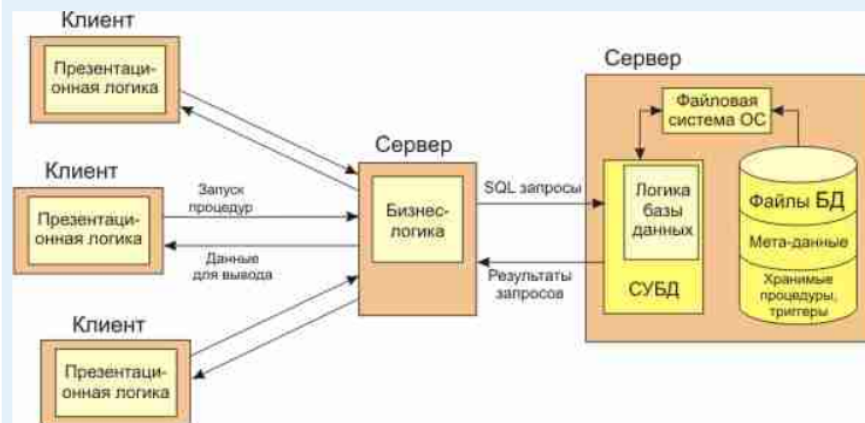 Клиент
Презентаци-
онная логика
Клиент
Презентаци-
онная логика
Клиент
Презентаци-
онная логика
Запуск
процедур
Данные
для вывода
Сервер
Бизнес-
логика
SQL запросы
Результаты
запросов
Сервер
Файловая
система ОС
Логика
базы
данных
СУБД
Файлы БД
Мета-данные
Хранимые
процедуры,
триггеры